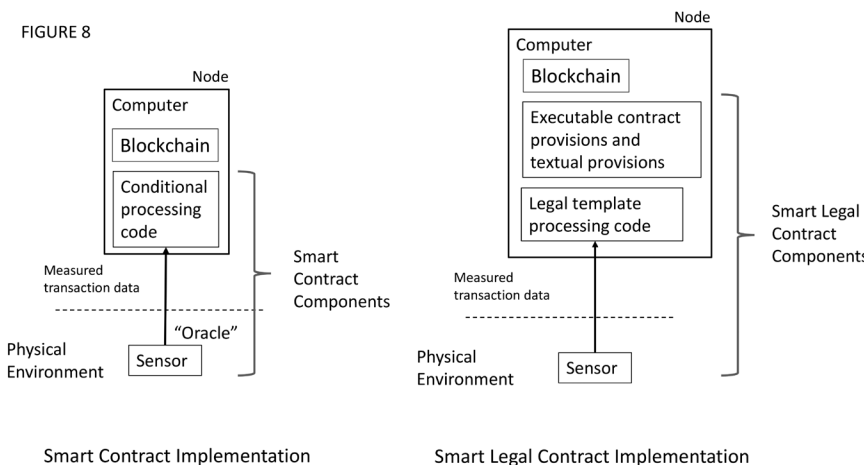 FIGURE 8
Node
Computer
Blockchain
Conditional
processing
code
Measured
transaction data
"Oracle"
Physical
Environment
Sensor
Smart
Contract
Components
Smart Contract Implementation
Node
Computer
Blockchain
Executable contract
provisions and
textual provisions
Legal template
processing code
Measured
transaction data
Physical
Environment
Sensor
Smart Legal
Contract
Components
Smart Legal Contract Implementation